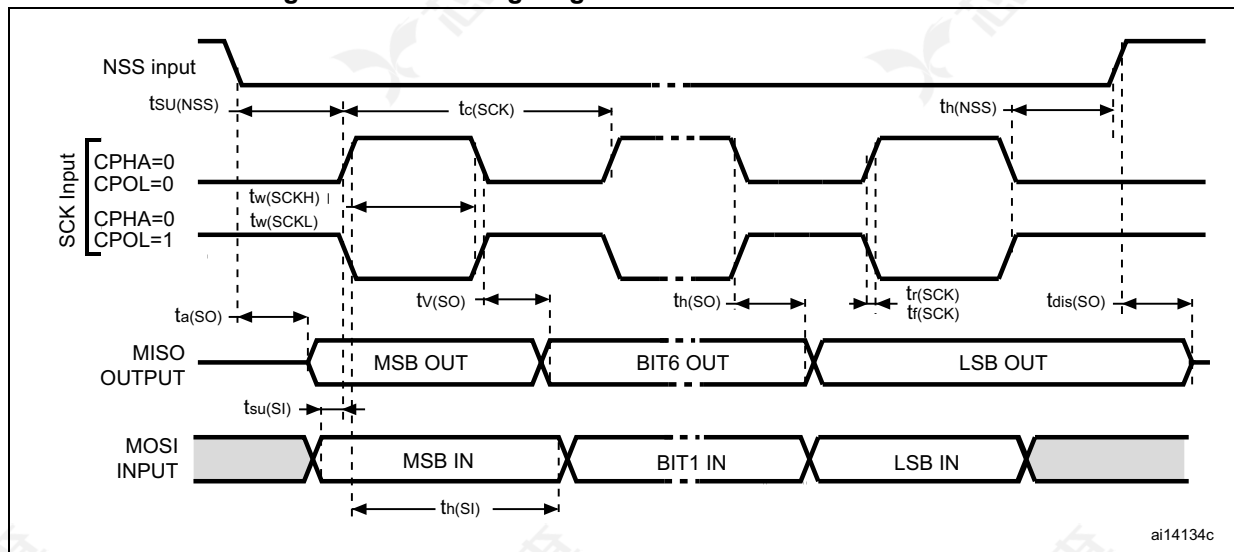 NSS input
tSU(NSS)
tc(SCK)
th(NSS)
SCK Input
CPHA=0
CPOL=0
tw(SCKH)
CPHA=0
tw(SCKL)
CPOL=1
tV(SO)
th(SO)
tr(SCK)
tf(SCK)
tdis(SO)
ta(SO)
MISO
OUTPUT
MSB OUT
BIT6 OUT
LSB OUT
tsu(SI)
MOSI
INPUT
MSB IN
BIT1 IN
LSB IN
th(SI)
ai14134c